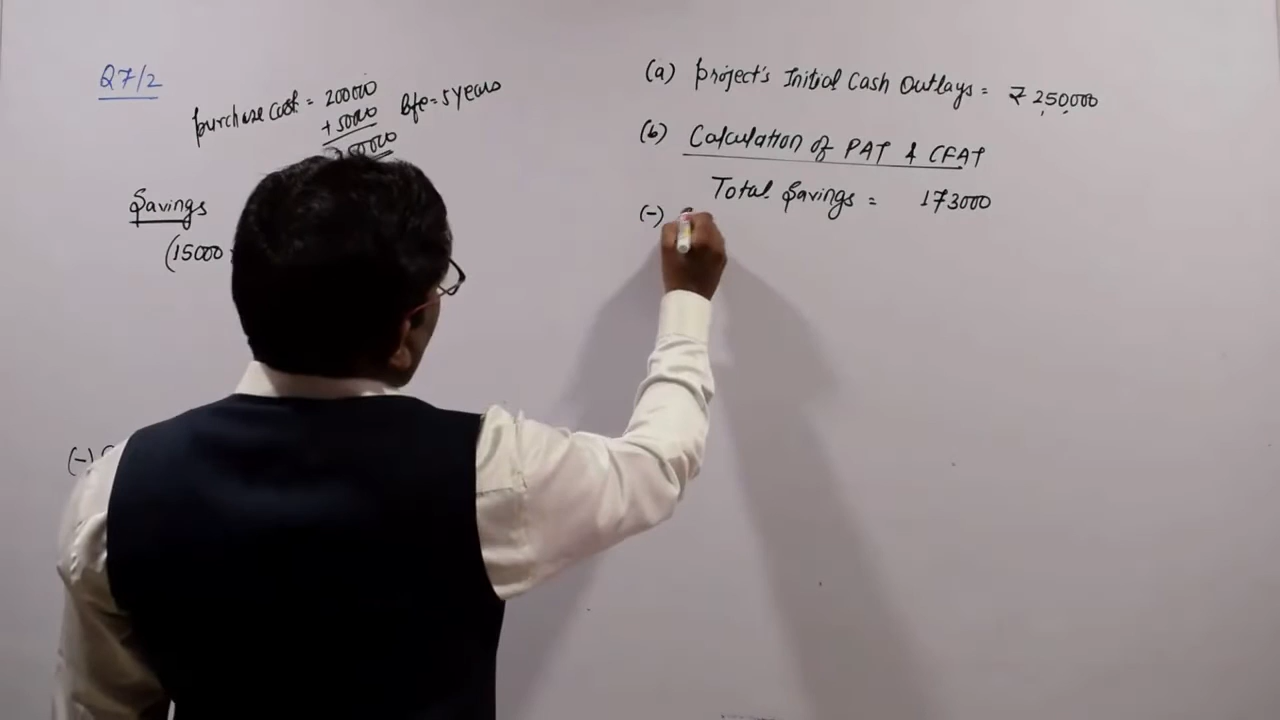 Q7/2
purchase cost = 200000
+50000
life = 5 years
Savings
(15000
(-)
(a) Project's Initial Cash Outlays = ₹ 250000
(b) Calculation of PAT & CFAT
Total Savings = 173000
(-)